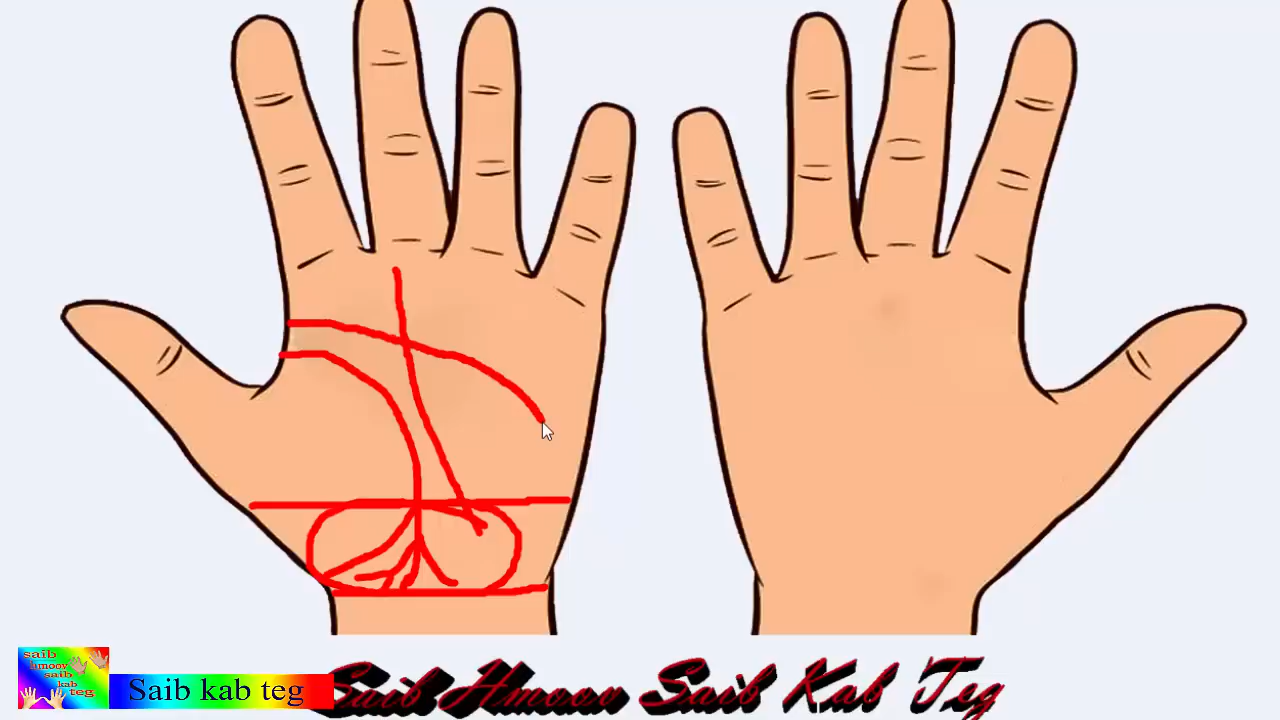 saib
hmoov
saib
kab
teg
Saib kab teg
Saib Hmoov Saib Kab Teg